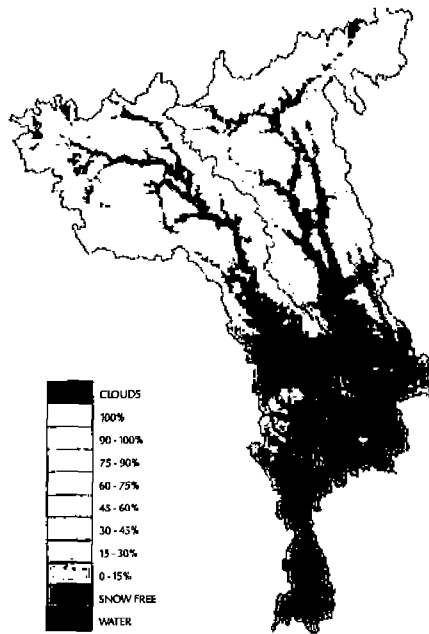 CLOUDS
100%
90 - 100%
75 - 90%
60 - 75%
45 - 60%
30 - 45%
15 - 30%
0 - 15%
SNOW FREE
WATER